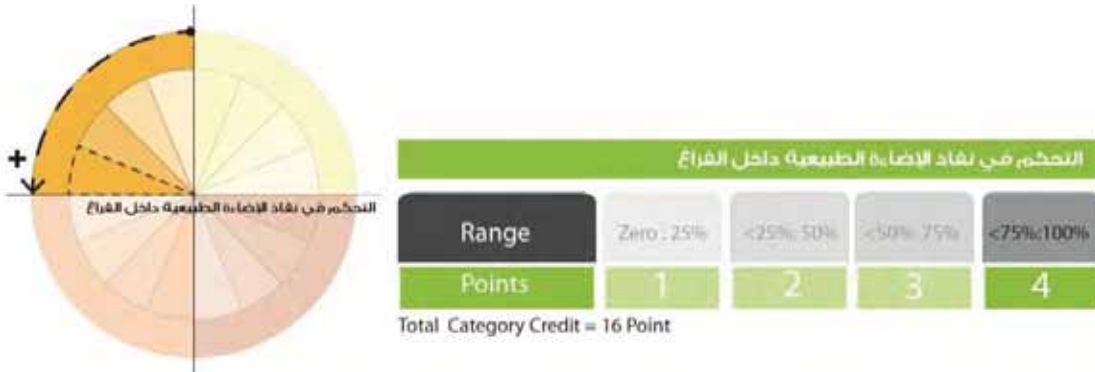 +
التحكم في نفاذ الإضاءة الطبيعية داخل الفراغ
التحكم في نفاذ الإضاءة الطبيعية داخل الفراغ
Range Zero : 25% <25%:50% <50%:75% <75%:100%
Points 1 2 3 4
Total Category Credit = 16 Point